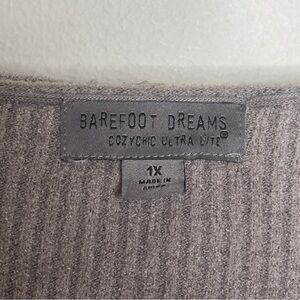 BAREFOOT DREAMS
COZYCHIC ULTRA LITE®
1X
MADE IN